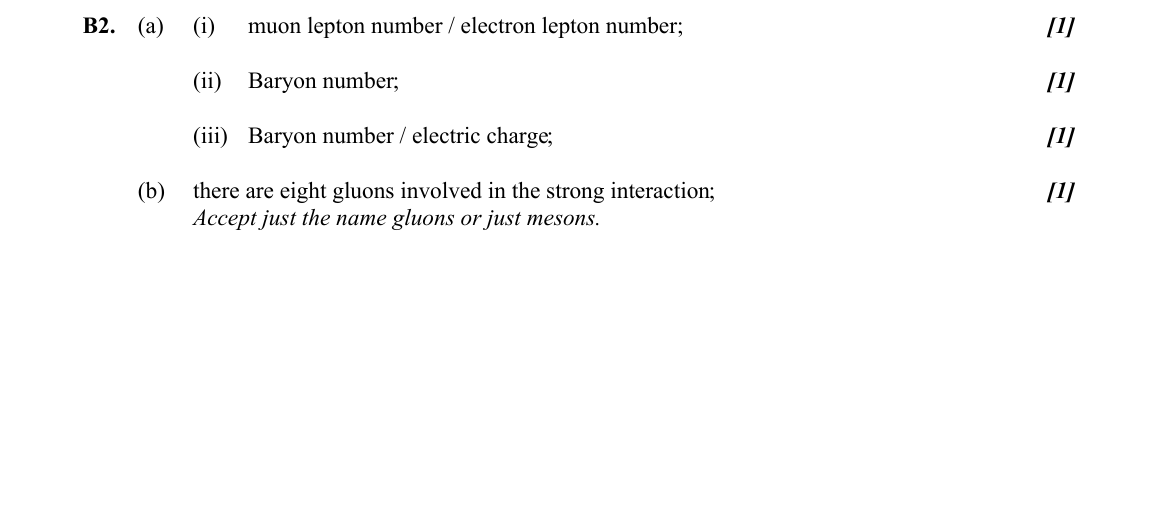 B2. (a) (i) muon lepton number / electron lepton number; [1]
(ii) Baryon number; [1]
(iii) Baryon number / electric charge; [1]
(b) there are eight gluons involved in the strong interaction; [1]
Accept just the name gluons or just mesons.